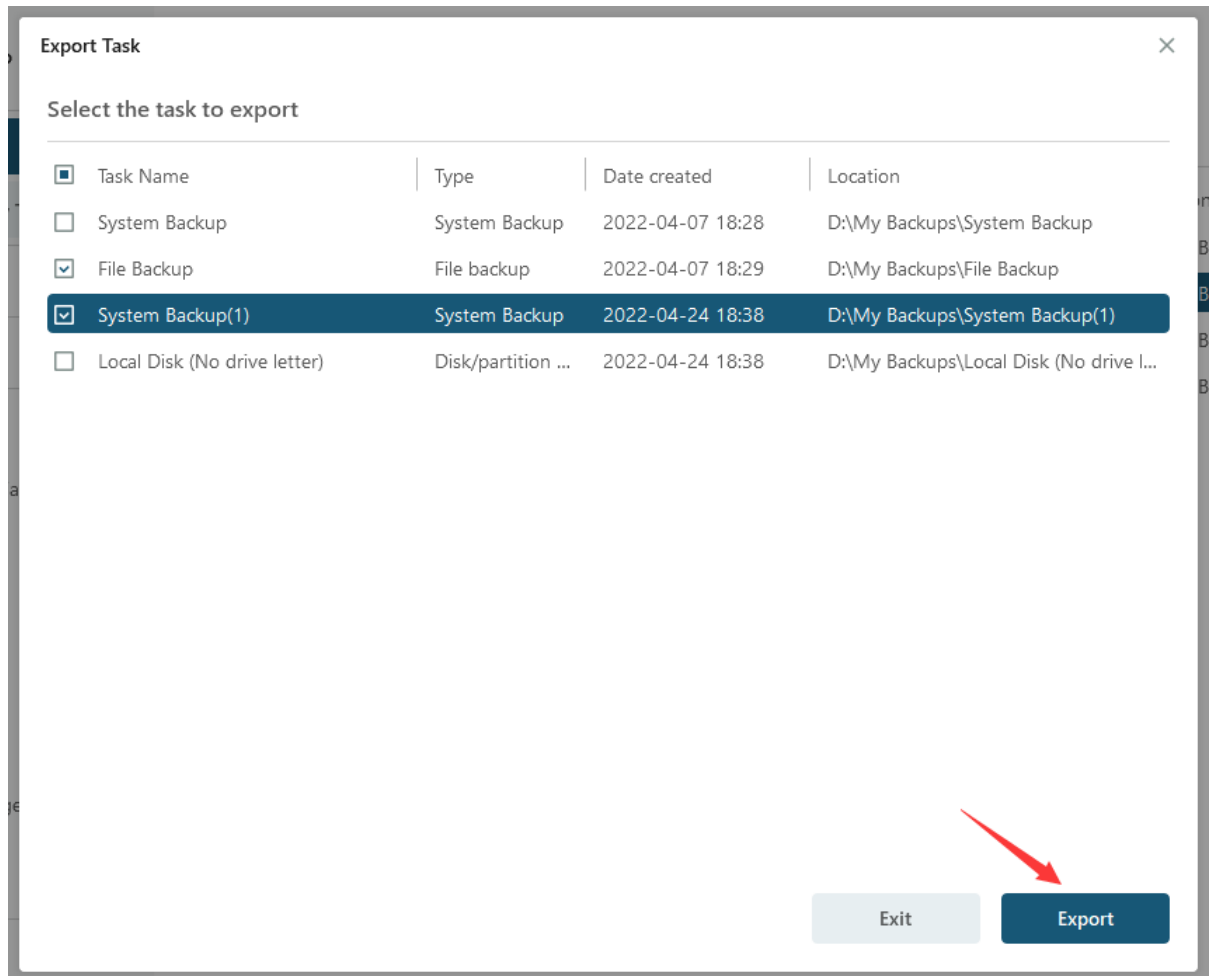 Export Task
Select the task to export
Task Name Type Date created Location
System Backup System Backup 2022-04-07 18:28 D:\My Backups\System Backup
File Backup File backup 2022-04-07 18:29 D:\My Backups\File Backup
System Backup(1) System Backup 2022-04-24 18:38 D:\My Backups\System Backup(1)
Local Disk (No drive letter) Disk/partition ... 2022-04-24 18:38 D:\My Backups\Local Disk (No drive l...
Exit Export